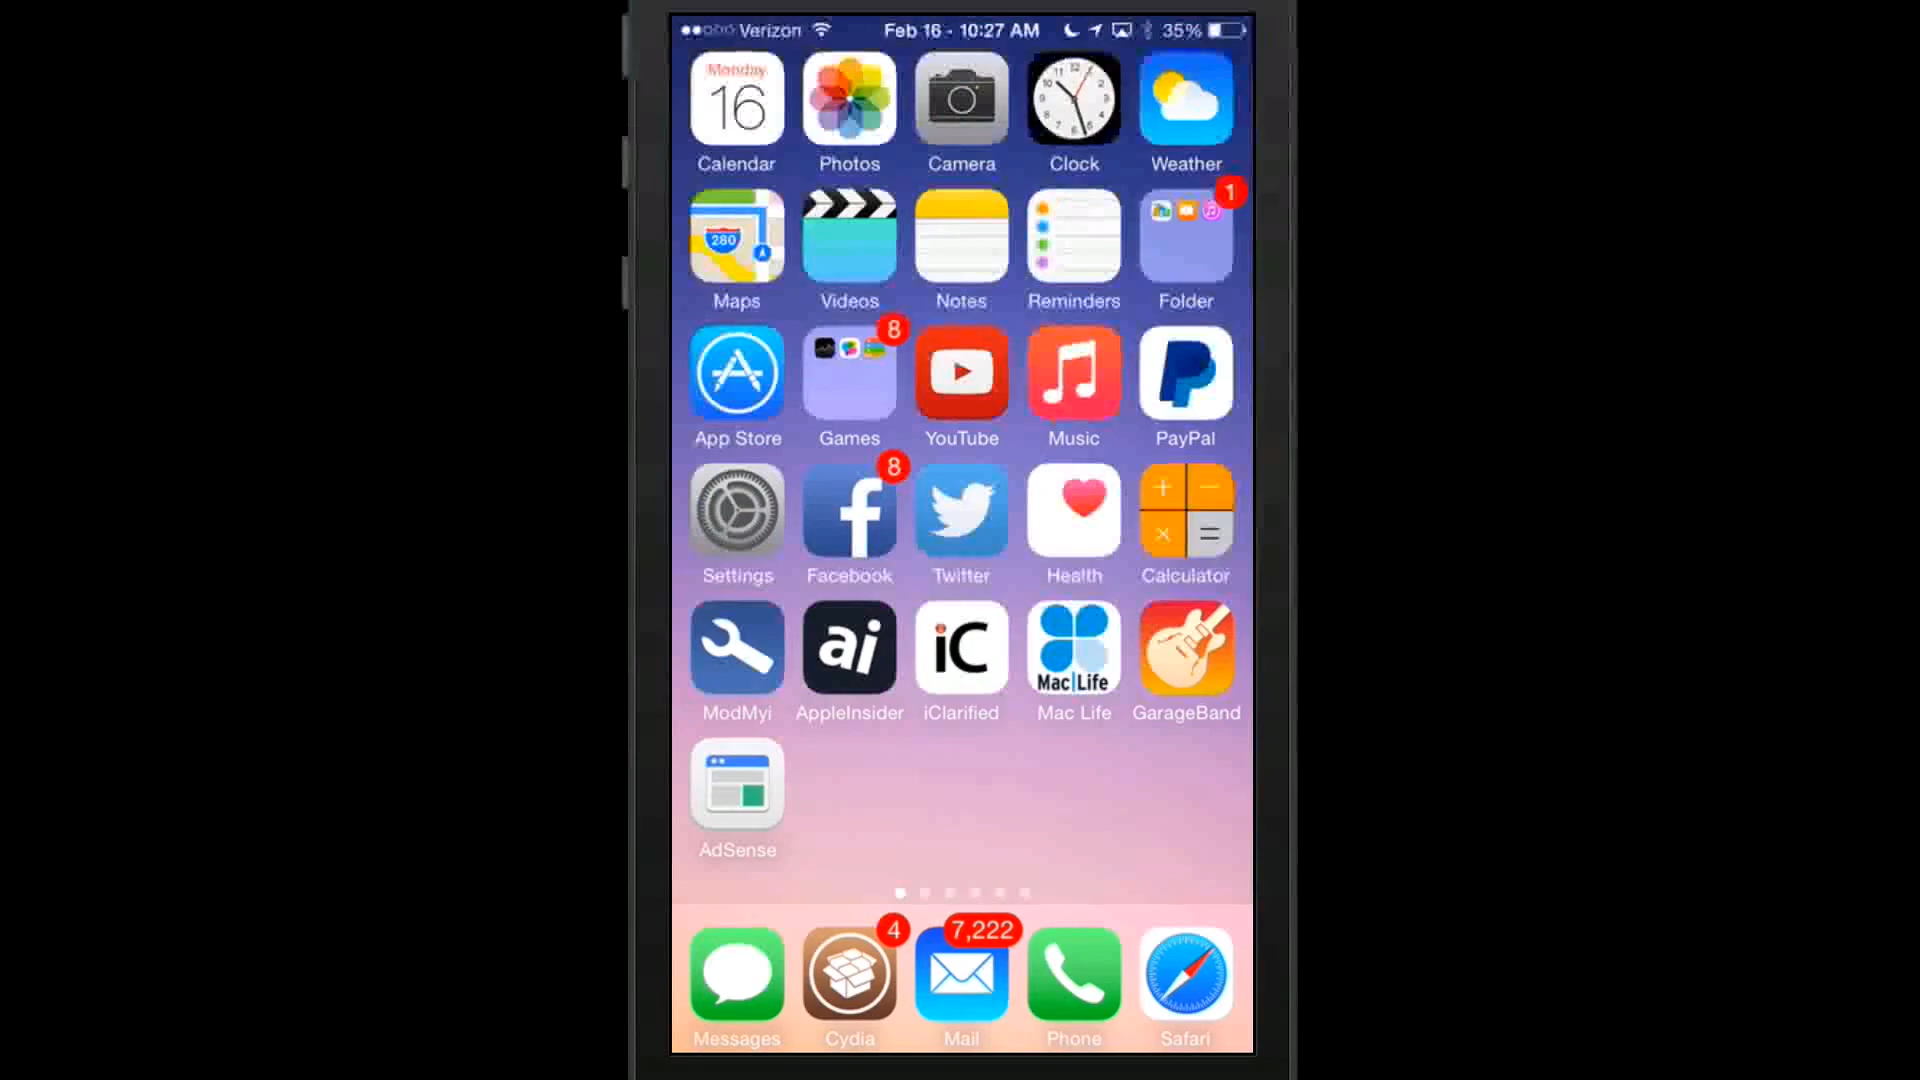 Verizon Feb 16 - 10:27 AM 35%
Monday
16
Calendar Photos Camera Clock Weather
1
280
Maps Videos Notes Reminders Folder
8
App Store Games YouTube Music PayPal
8
Settings Facebook Twitter Health Calculator
ai iC Mac|Life
ModMyi AppleInsider iClarified Mac Life GarageBand
AdSense
4 7,222
Messages Cydia Mail Phone Safari